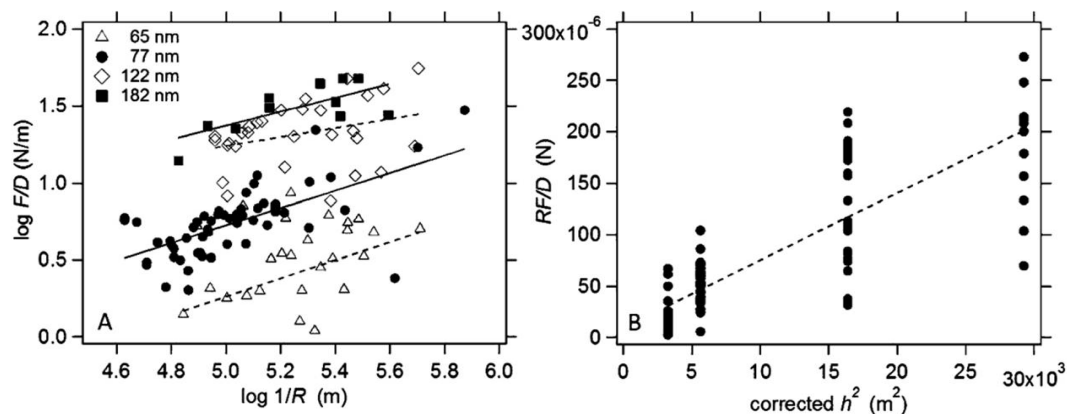 2.0
1.5
1.0
0.5
0.0
log F/D (N/m)
65 nm
77 nm
122 nm
182 nm
A
4.6 4.8 5.0 5.2 5.4 5.6 5.8 6.0
log 1/R (m)
300x10⁻⁶
250
200
150
100
50
0
RF/D (N)
B
0 5 10 15 20 25 30x10³
corrected h² (m²)